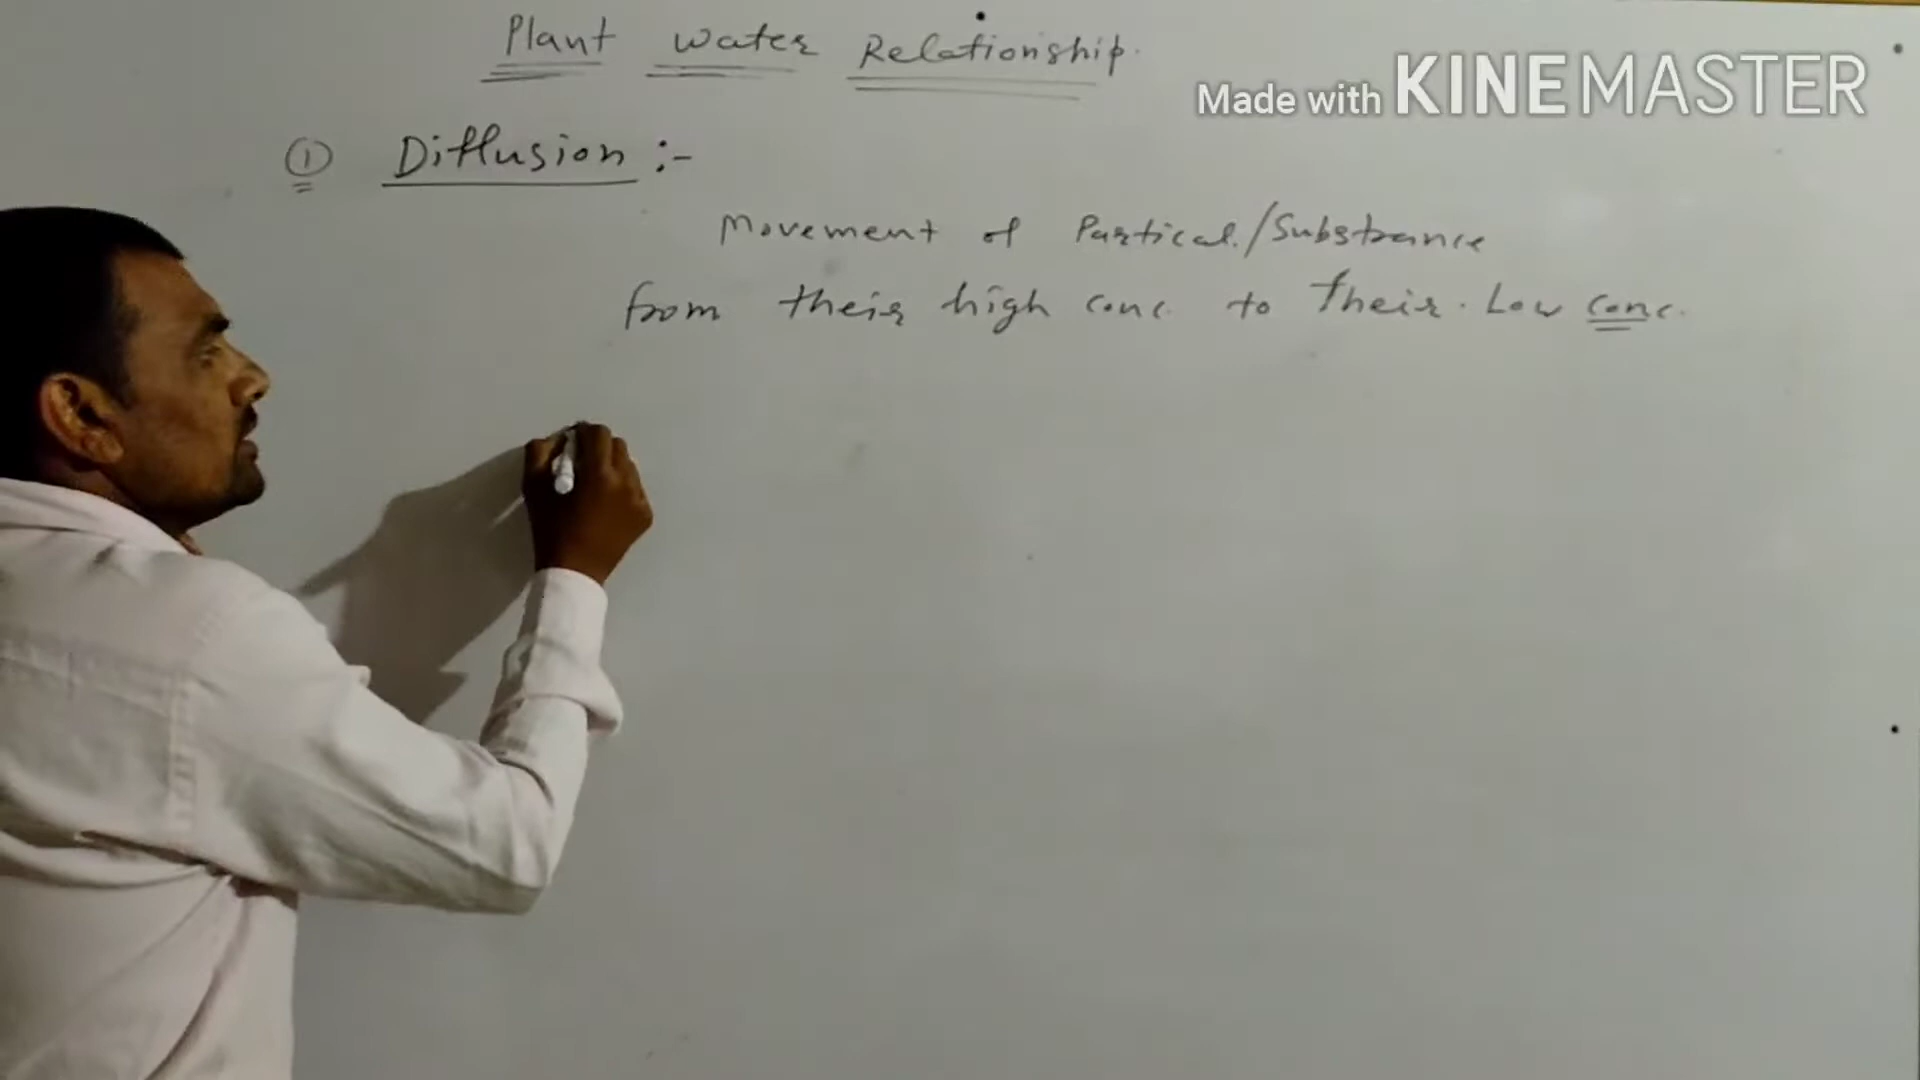 Plant water Relationship.
Made with KINEMASTER
① Diffusion :-
Movement of Partical/Substrance
from their high conc. to Their Low conc.